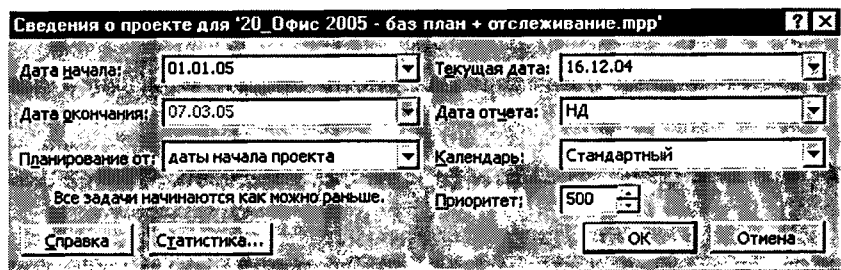 Сведения о проекте для '20_Офис 2005 - баз план + отслеживание.mpp'
Дата начала: 01.01.05 Текущая дата: 16.12.04
Дата окончания: 07.03.05 Дата отчета: НД
Планирование от: даты начала проекта Календарь: Стандартный
Все задачи начинаются как можно раньше. Приоритет: 500
Справка Статистика... ОК Отмена